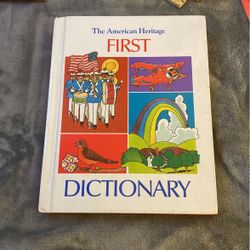 The American Heritage
FIRST
DICTIONARY